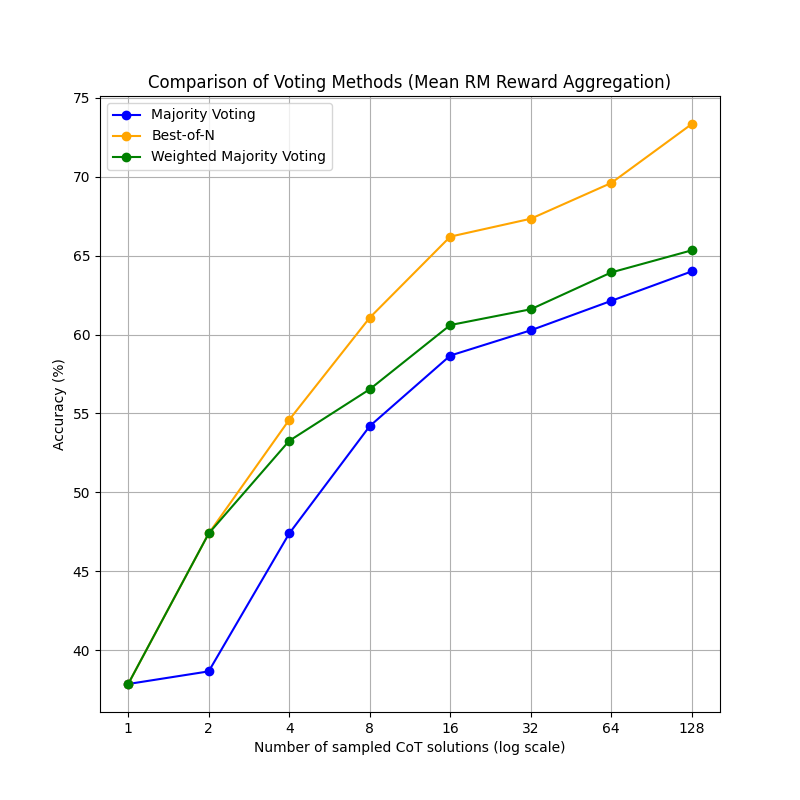 Comparison of Voting Methods (Mean RM Reward Aggregation)
Majority Voting
Best-of-N
Weighted Majority Voting
75
70
65
60
55
50
45
40
Accuracy (%)
1 2 4 8 16 32 64 128
Number of sampled CoT solutions (log scale)